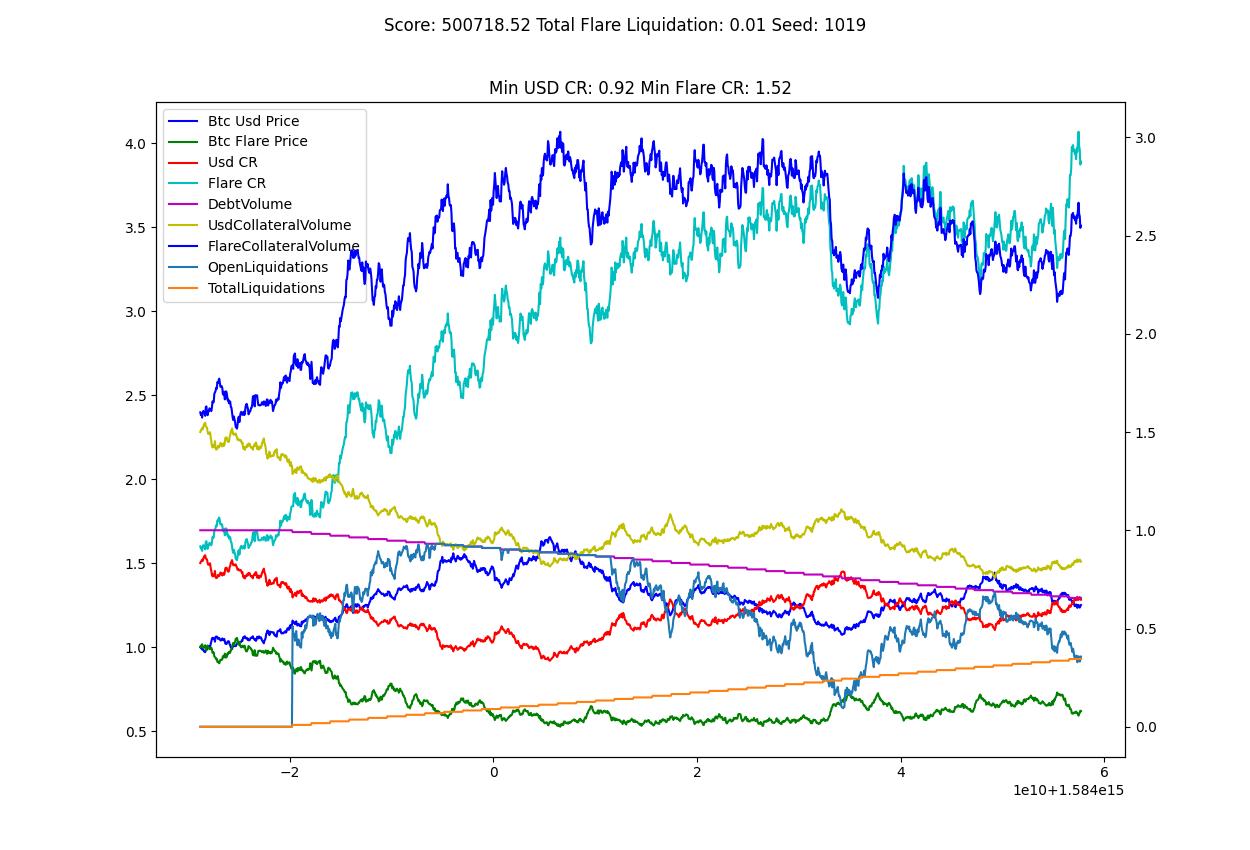 Score: 500718.52 Total Flare Liquidation: 0.01 Seed: 1019
Min USD CR: 0.92 Min Flare CR: 1.52
Btc Usd Price
Btc Flare Price
Usd CR
Flare CR
DebtVolume
UsdCollateralVolume
FlareCollateralVolume
OpenLiquidations
TotalLiquidations
4.0
3.5
3.0
2.5
2.0
1.5
1.0
0.5
3.0
2.5
2.0
1.5
1.0
0.5
0.0
−2 0 2 4 6
1e10+1.584e15